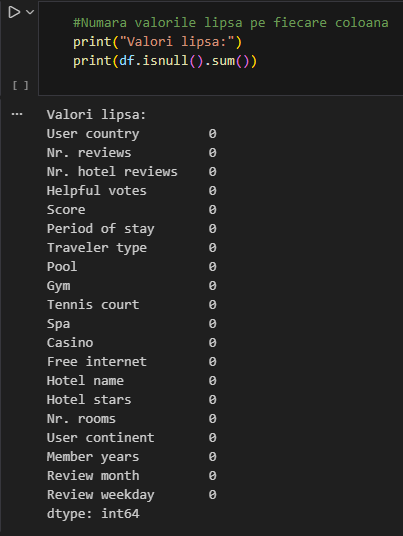 #Numara valorile lipsa pe fiecare coloana
print("Valori lipsa:")
print(df.isnull().sum())
[ ]
... Valori lipsa:
User country 0
Nr. reviews 0
Nr. hotel reviews 0
Helpful votes 0
Score 0
Period of stay 0
Traveler type 0
Pool 0
Gym 0
Tennis court 0
Spa 0
Casino 0
Free internet 0
Hotel name 0
Hotel stars 0
Nr. rooms 0
User continent 0
Member years 0
Review month 0
Review weekday 0
dtype: int64